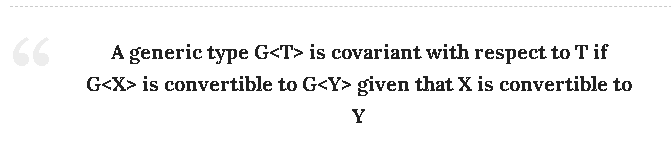 “
A generic type G<T> is covariant with respect to T if
G<X> is convertible to G<Y> given that X is convertible to
Y